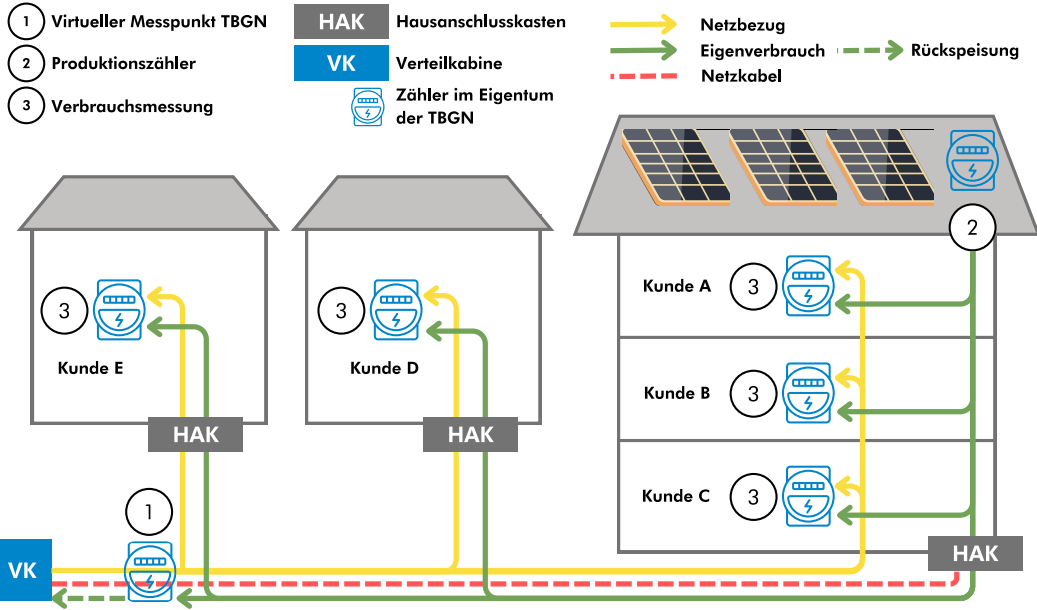 1 Virtueller Messpunkt TBGN
2 Produktionszähler
3 Verbrauchsmessung
HAK Hausanschlusskasten
VK Verteilkabine
Zähler im Eigentum
der TBGN
Netzbezug
Eigenverbrauch
Rückspeisung
Netzkabel
2
3
Kunde E
HAK
3
Kunde D
HAK
Kunde A 3
Kunde B 3
Kunde C 3
HAK
1
VK